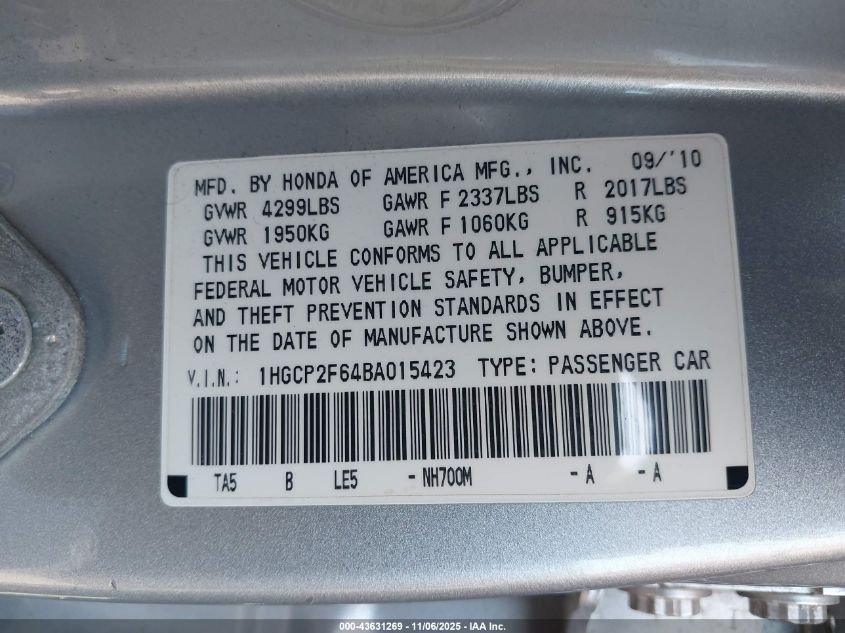 MFD. BY HONDA OF AMERICA MFG., INC. 09/'10
GVWR 4299LBS GAWR F 2337LBS R 2017LBS
GVWR 1950KG GAWR F 1060KG R 915KG
THIS VEHICLE CONFORMS TO ALL APPLICABLE
FEDERAL MOTOR VEHICLE SAFETY, BUMPER,
AND THEFT PREVENTION STANDARDS IN EFFECT
ON THE DATE OF MANUFACTURE SHOWN ABOVE.
V.I.N.: 1HGCP2F64BA015423 TYPE: PASSENGER CAR
TA5 B LE5 - NH700M - A - A
000-43631269 - 11/06/2025 - IAA Inc.